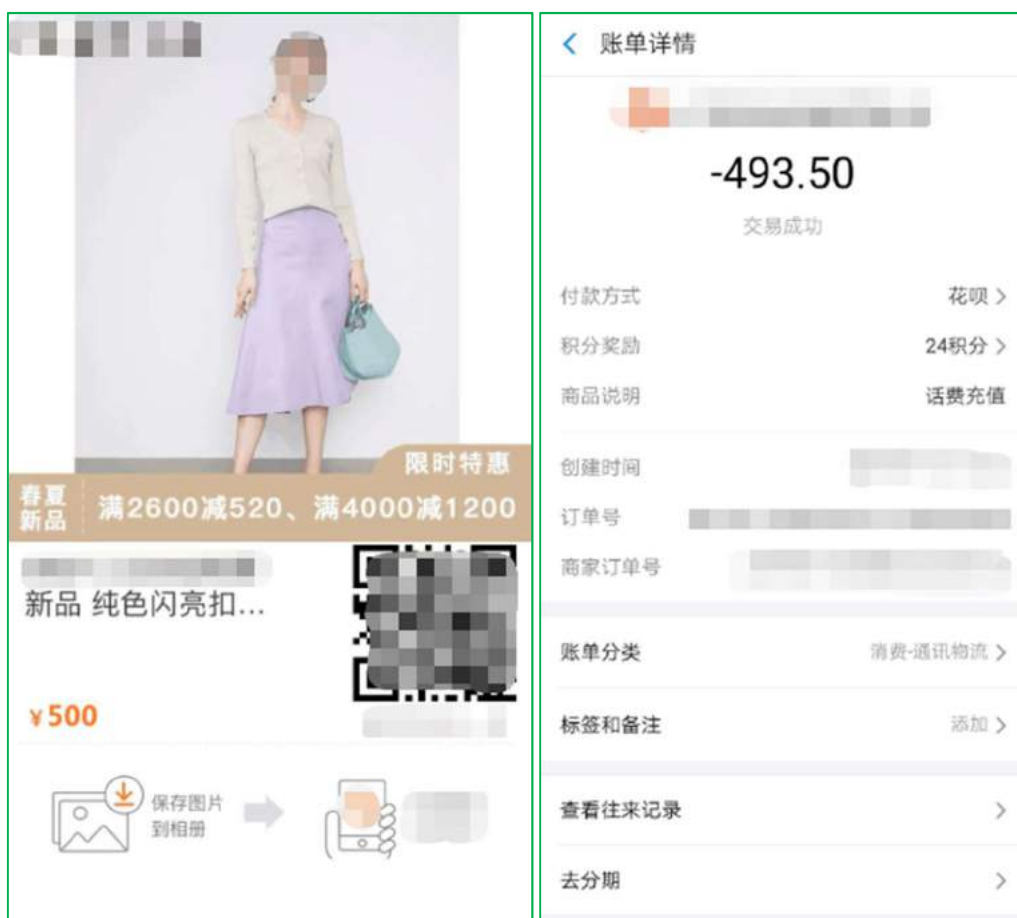 限时特惠
春夏
新品
满2600减520、满4000减1200
新品 纯色闪亮扣...
¥500
保存图片
到相册
账单详情
-493.50
交易成功
付款方式
花呗
积分奖励
24积分
商品说明
话费充值
创建时间
订单号
商家订单号
账单分类
消费-通讯物流
标签和备注
添加
查看往来记录
去分期